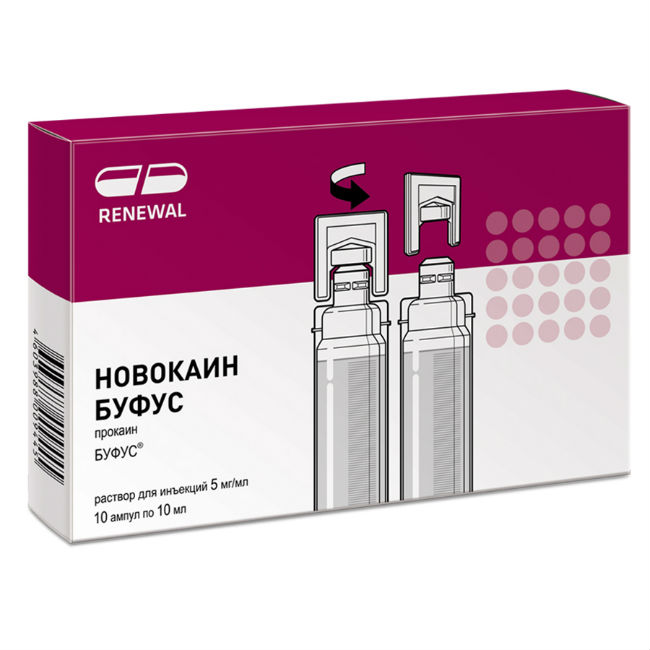 RENEWAL
НОВОКАИН
БУФУС
прокаин
БУФУС®
раствор для инъекций 5 мг/мл
10 ампул по 10 мл